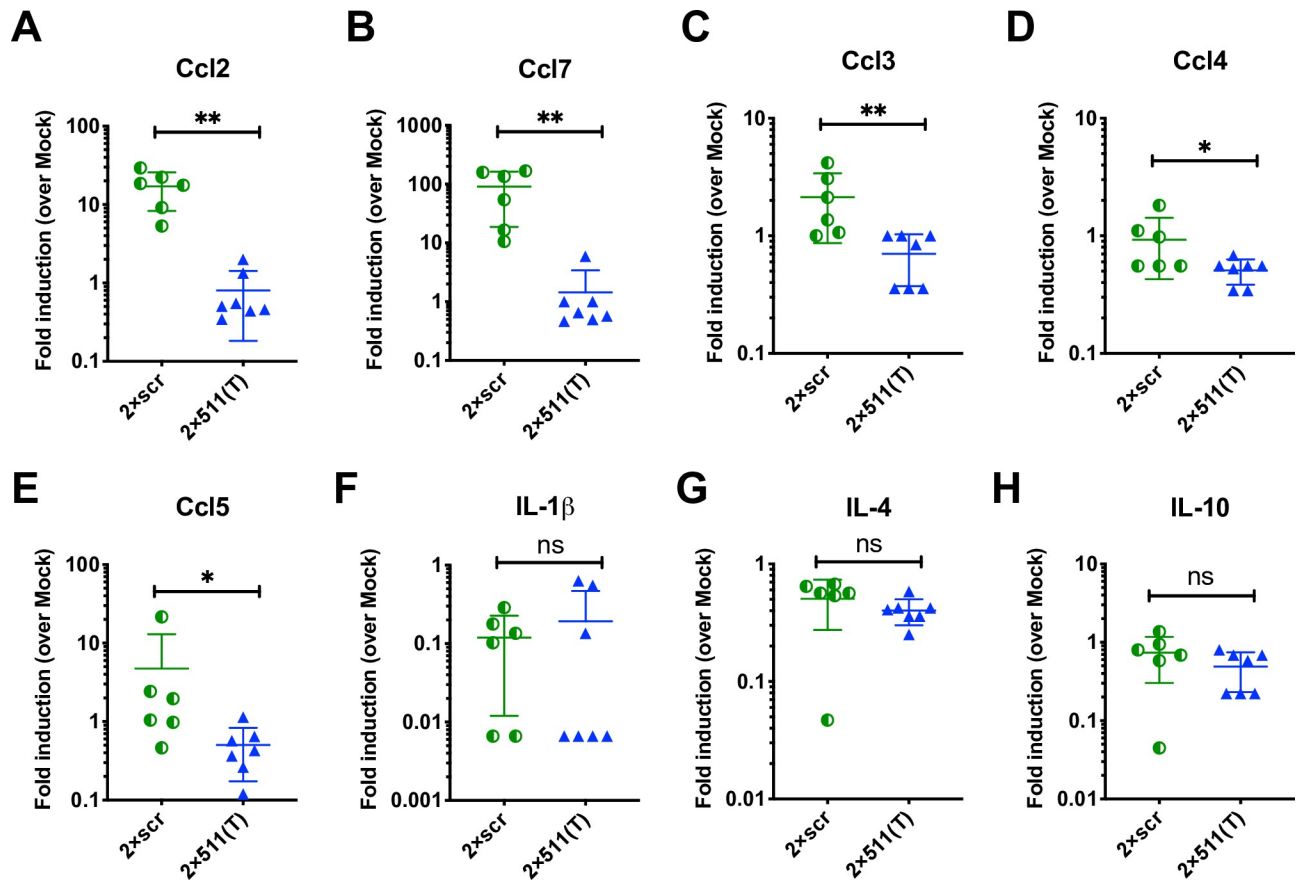 A
Ccl2
Fold induction (over Mock)
100
10
1
0.1
**
2×scr
2×511(T)
B
Ccl7
Fold induction (over Mock)
1000
100
10
1
0.1
**
2×scr
2×511(T)
C
Ccl3
Fold induction (over Mock)
10
1
0.1
**
2×scr
2×511(T)
D
Ccl4
Fold induction (over Mock)
10
1
0.1
*
2×scr
2×511(T)
E
Ccl5
Fold induction (over Mock)
100
10
1
0.1
*
2×scr
2×511(T)
F
IL-1β
Fold induction (over Mock)
1
0.1
0.01
0.001
ns
2×scr
2×511(T)
G
IL-4
Fold induction (over Mock)
1
0.1
0.01
ns
2×scr
2×511(T)
H
IL-10
Fold induction (over Mock)
10
1
0.1
0.01
ns
2×scr
2×511(T)